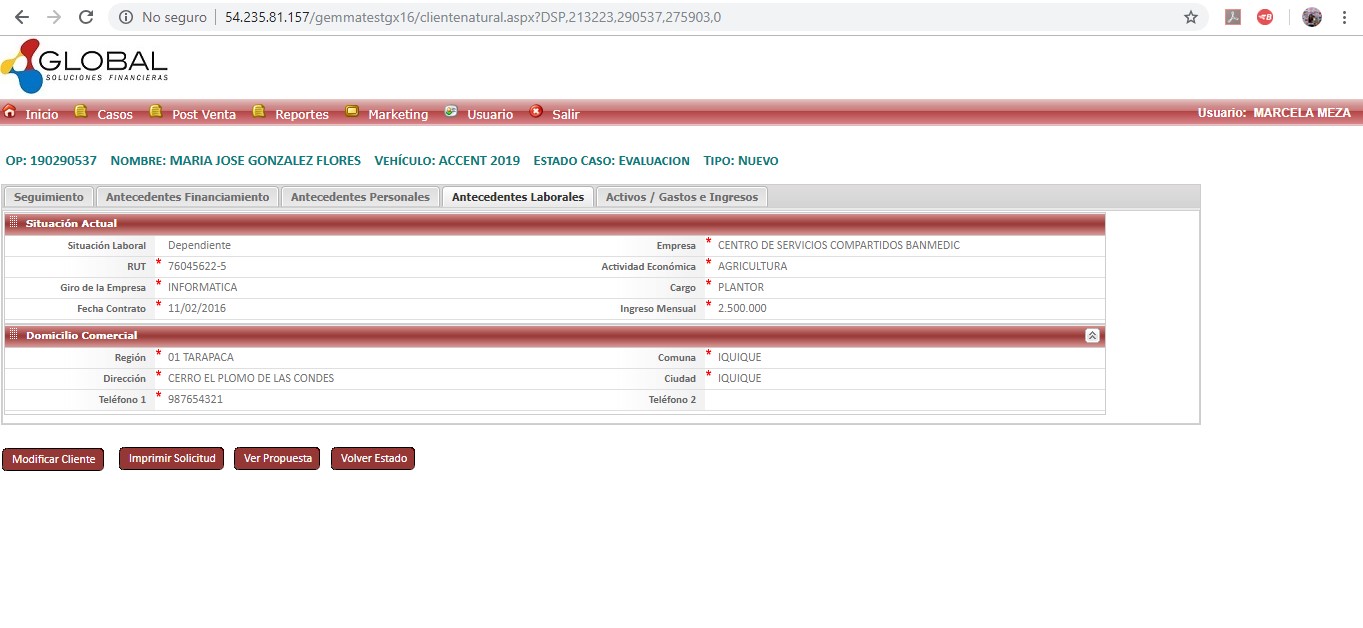 No seguro | 54.235.81.157/gemmatestgx16/clientenatural.aspx?DSP,213223,290537,275903,0
GLOBAL
SOLUCIONES FINANCIERAS
Inicio Casos Post Venta Reportes Marketing Usuario Salir Usuario: MARCELA MEZA
OP: 190290537 NOMBRE: MARIA JOSE GONZALEZ FLORES VEHÍCULO: ACCENT 2019 ESTADO CASO: EVALUACION TIPO: NUEVO
Seguimiento Antecedentes Financiamiento Antecedentes Personales Antecedentes Laborales Activos / Gastos e Ingresos
Situación Actual
Situación Laboral Dependiente Empresa * CENTRO DE SERVICIOS COMPARTIDOS BANMEDIC
RUT * 76045622-5 Actividad Económica * AGRICULTURA
Giro de la Empresa * INFORMATICA Cargo * PLANTOR
Fecha Contrato * 11/02/2016 Ingreso Mensual * 2.500.000
Domicilio Comercial
Región * 01 TARAPACA Comuna * IQUIQUE
Dirección * CERRO EL PLOMO DE LAS CONDES Ciudad * IQUIQUE
Teléfono 1 * 987654321 Teléfono 2
Modificar Cliente Imprimir Solicitud Ver Propuesta Volver Estado